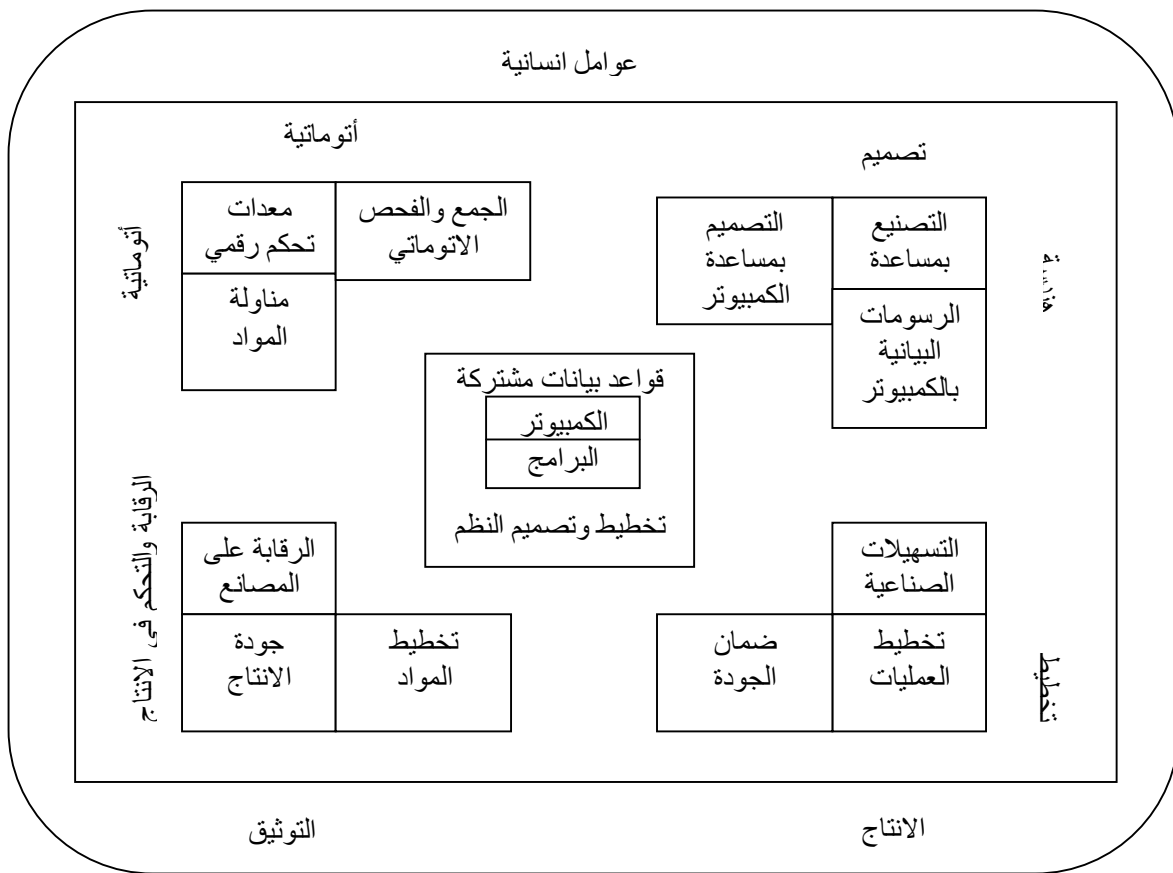 عوامل انسانية
تصميم
أتوماتية
التصنيع
بمساعدة
التصميم
بمساعدة
الكمبيوتر
الرسومات
البيانية
بالكمبيوتر
الجمع والفحص
الاتوماتي
معدات
تحكم رقمي
مناولة
المواد
أتوماتية
قواعد بيانات مشتركة
الكمبيوتر
البرامج
تخطيط وتصميم النظم
التسهيلات
الصناعية
تخطيط
العمليات
ضمان
الجودة
تخطيط
الرقابة على
المصانع
تخطيط
المواد
جودة
الانتاج
الرقابة والتحكم في الانتاج
الانتاج
التوثيق